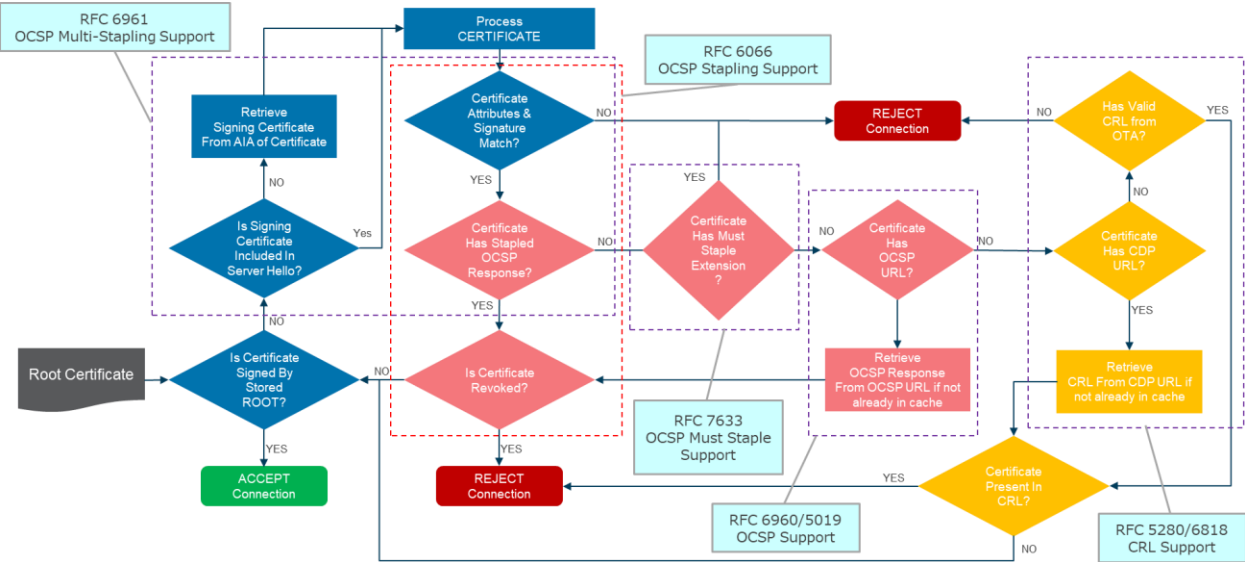 RFC 6961
OCSP Multi-Stapling Support
Process
CERTIFICATE
RFC 6066
OCSP Stapling Support
Retrieve
Signing Certificate
From AIA of Certificate
Certificate
Attributes &
Signature
Match?
NO
REJECT
Connection
NO
Has Valid
CRL from
OTA?
YES
NO
YES
YES
NO
Is Signing
Certificate
Included In
Server Hello?
Yes
Certificate
Has Stapled
OCSP
Response?
NO
Certificate
Has Must
Staple
Extension
?
NO
Certificate
Has
OCSP
URL?
NO
Certificate
Has CDP
URL?
YES
NO
YES
Root Certificate
Is Certificate
Signed By
Stored
ROOT?
NO
Is Certificate
Revoked?
Retrieve
OCSP Response
From OCSP URL if not
already in cache
Retrieve
CRL From CDP URL if
not already in cache
RFC 7633
OCSP Must Staple
Support
YES
YES
ACCEPT
Connection
REJECT
Connection
YES
Certificate
Present In
CRL?
RFC 6960/5019
OCSP Support
RFC 5280/6818
CRL Support
NO